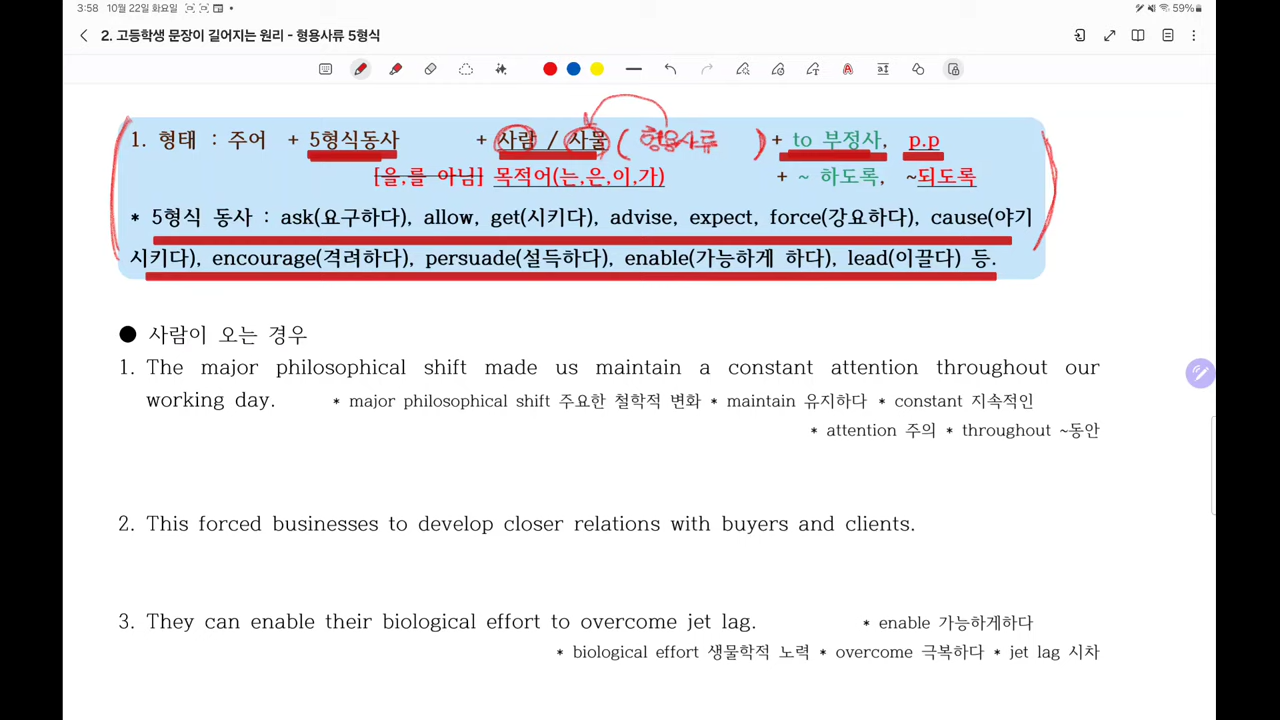 3:58 10월 22일 화요일 59%
2. 고등학생 문장이 길어지는 원리 - 형용사류 5형식
1. 형태 : 주어 + 5형식동사 + 사람 / 사물 ( 형용사류 ) + to 부정사, p.p
[을,를 아님] 목적어(는,은,이,가) + ~ 하도록, ~되도록
* 5형식 동사 : ask(요구하다), allow, get(시키다), advise, expect, force(강요하다), cause(야기
시키다), encourage(격려하다), persuade(설득하다), enable(가능하게 하다), lead(이끌다) 등.
● 사람이 오는 경우
1. The major philosophical shift made us maintain a constant attention throughout our
working day. * major philosophical shift 주요한 철학적 변화 * maintain 유지하다 * constant 지속적인
* attention 주의 * throughout ~동안
2. This forced businesses to develop closer relations with buyers and clients.
3. They can enable their biological effort to overcome jet lag. * enable 가능하게하다
* biological effort 생물학적 노력 * overcome 극복하다 * jet lag 시차